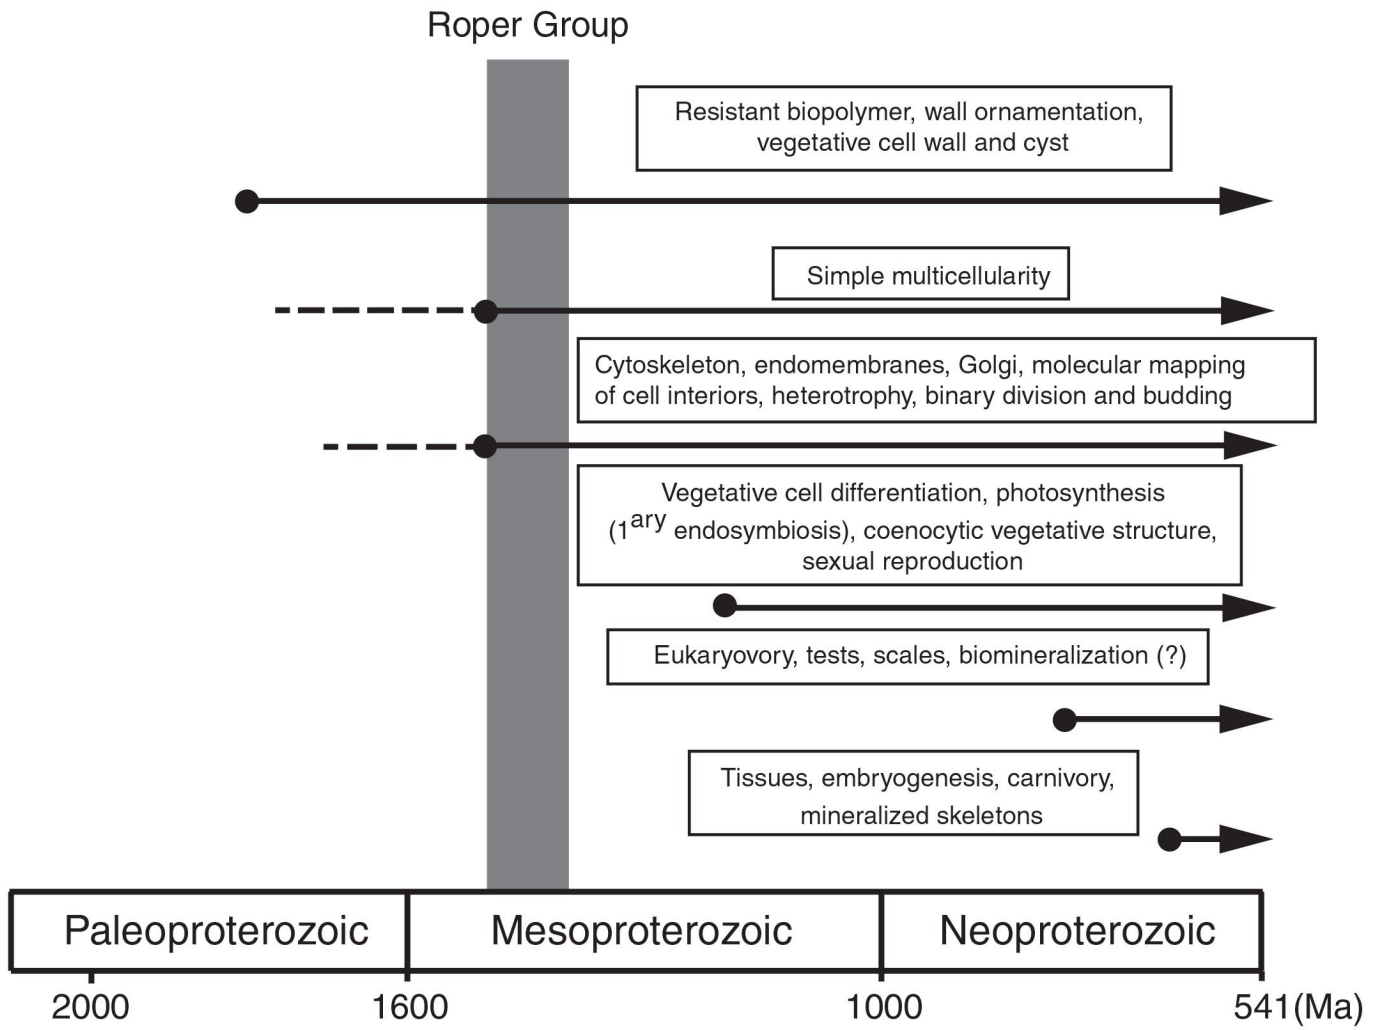 Roper Group
Resistant biopolymer, wall ornamentation,
vegetative cell wall and cyst
Simple multicellularity
Cytoskeleton, endomembranes, Golgi, molecular mapping
of cell interiors, heterotrophy, binary division and budding
Vegetative cell differentiation, photosynthesis
(1ary endosymbiosis), coenocytic vegetative structure,
sexual reproduction
Eukaryovory, tests, scales, biomineralization (?)
Tissues, embryogenesis, carnivory,
mineralized skeletons
Paleoproterozoic Mesoproterozoic Neoproterozoic
2000 1600 1000 541(Ma)